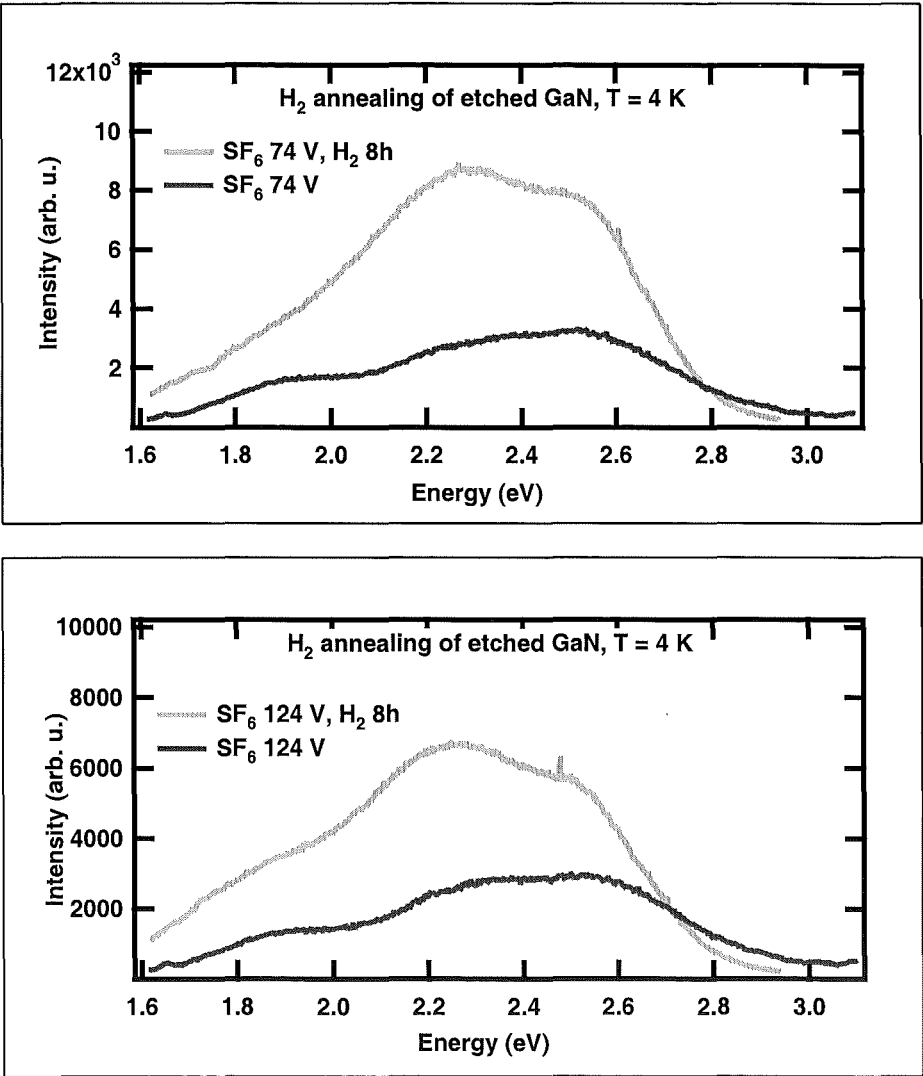 12x10³
H₂ annealing of etched GaN, T = 4 K
10
SF₆ 74 V, H₂ 8h
SF₆ 74 V
8
6
4
2
Intensity (arb. u.)
1.6 1.8 2.0 2.2 2.4 2.6 2.8 3.0
Energy (eV)
10000
H₂ annealing of etched GaN, T = 4 K
8000
SF₆ 124 V, H₂ 8h
SF₆ 124 V
6000
4000
2000
Intensity (arb. u.)
1.6 1.8 2.0 2.2 2.4 2.6 2.8 3.0
Energy (eV)